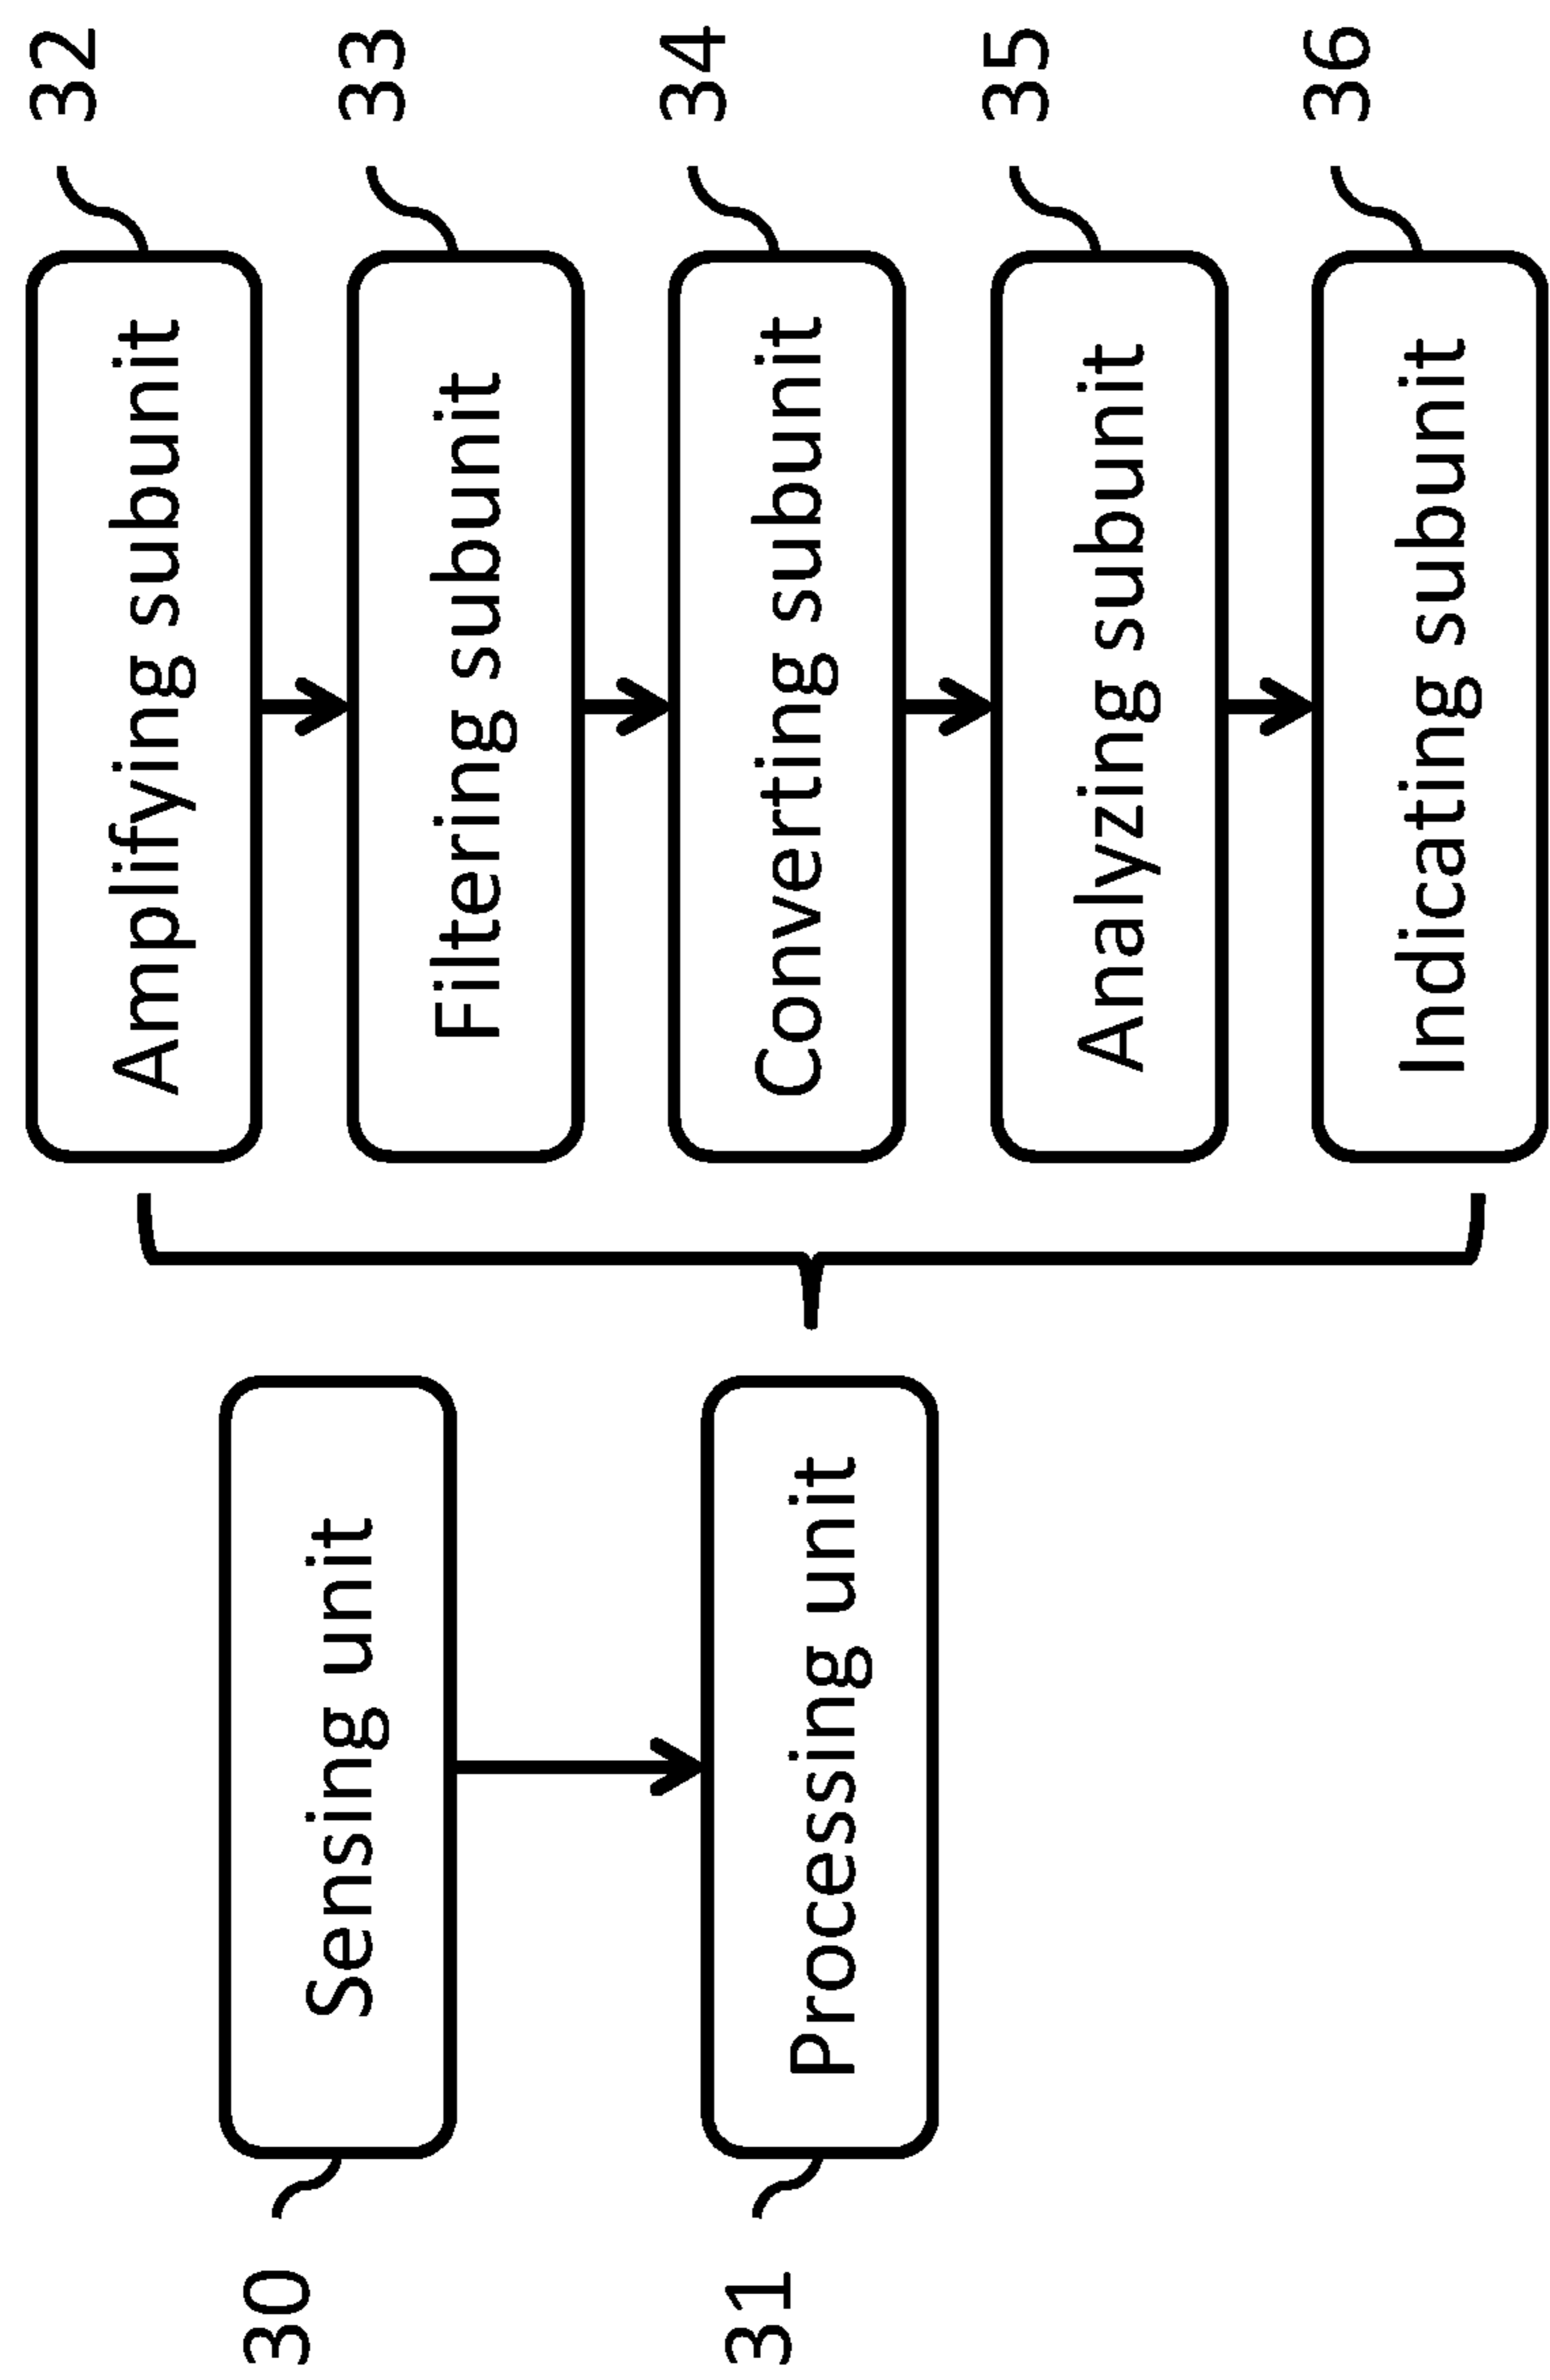 30
Sensing unit
31
Processing unit
Amplifying subunit
32
Filtering subunit
33
Converting subunit
34
Analyzing subunit
35
Indicating subunit
36